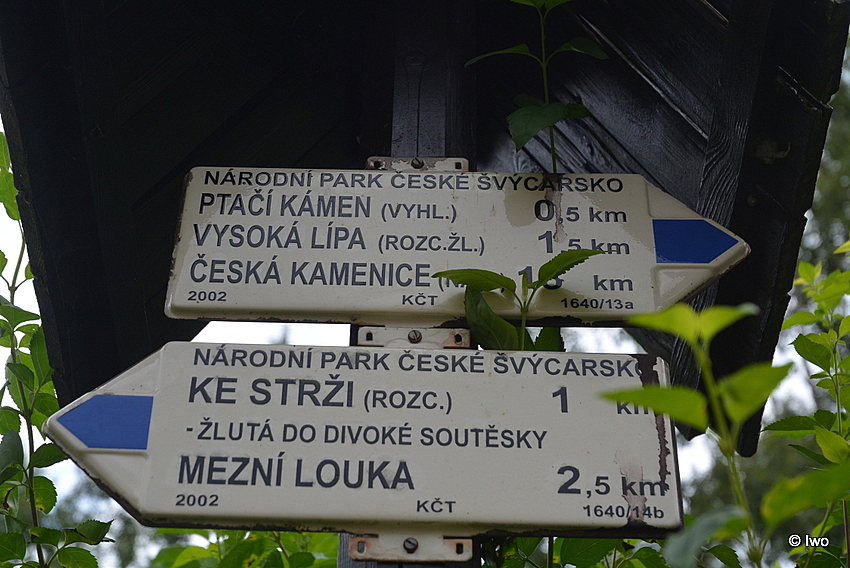 NÁRODNÍ PARK ČESKÉ ŠVÝCARSKO
PTAČÍ KÁMEN (VYHL.) 0,5 km
VYSOKÁ LÍPA (ROZC.ŽL.) 1,5 km
ČESKÁ KAMENICE km
2002 KČT 1640/13a
NÁRODNÍ PARK ČESKÉ ŠVÝCARSKO
KE STRŽI (ROZC.) 1 km
-ŽLUTÁ DO DIVOKÉ SOUTĚSKY
MEZNÍ LOUKA 2,5 km
2002 KČT 1640/14b
© Iwo